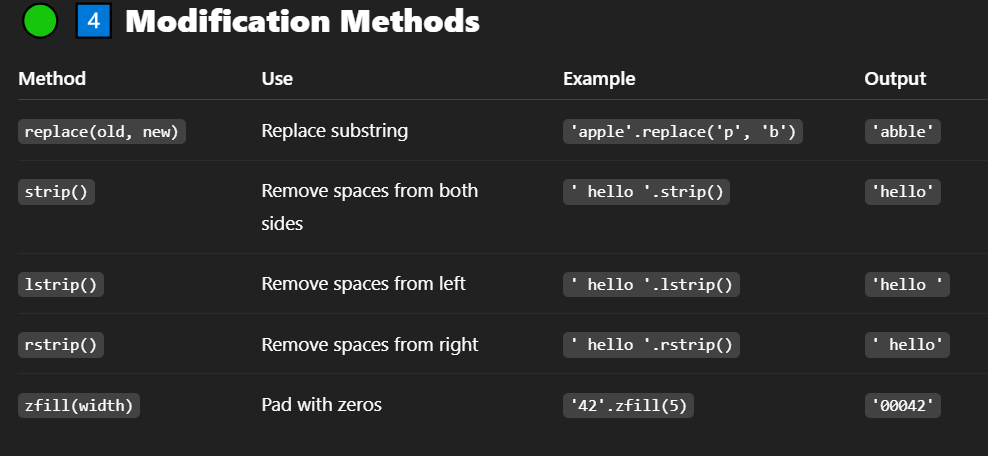 4 Modification Methods
Method Use Example Output
replace(old, new) Replace substring 'apple'.replace('p', 'b') 'abble'
strip() Remove spaces from both sides ' hello '.strip() 'hello'
lstrip() Remove spaces from left ' hello '.lstrip() 'hello '
rstrip() Remove spaces from right ' hello '.rstrip() ' hello'
zfill(width) Pad with zeros '42'.zfill(5) '00042'